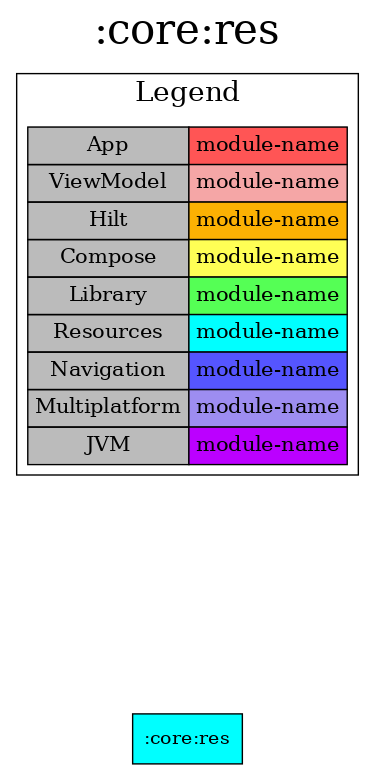 :core:res
Legend
App module-name
ViewModel module-name
Hilt module-name
Compose module-name
Library module-name
Resources module-name
Navigation module-name
Multiplatform module-name
JVM module-name
:core:res